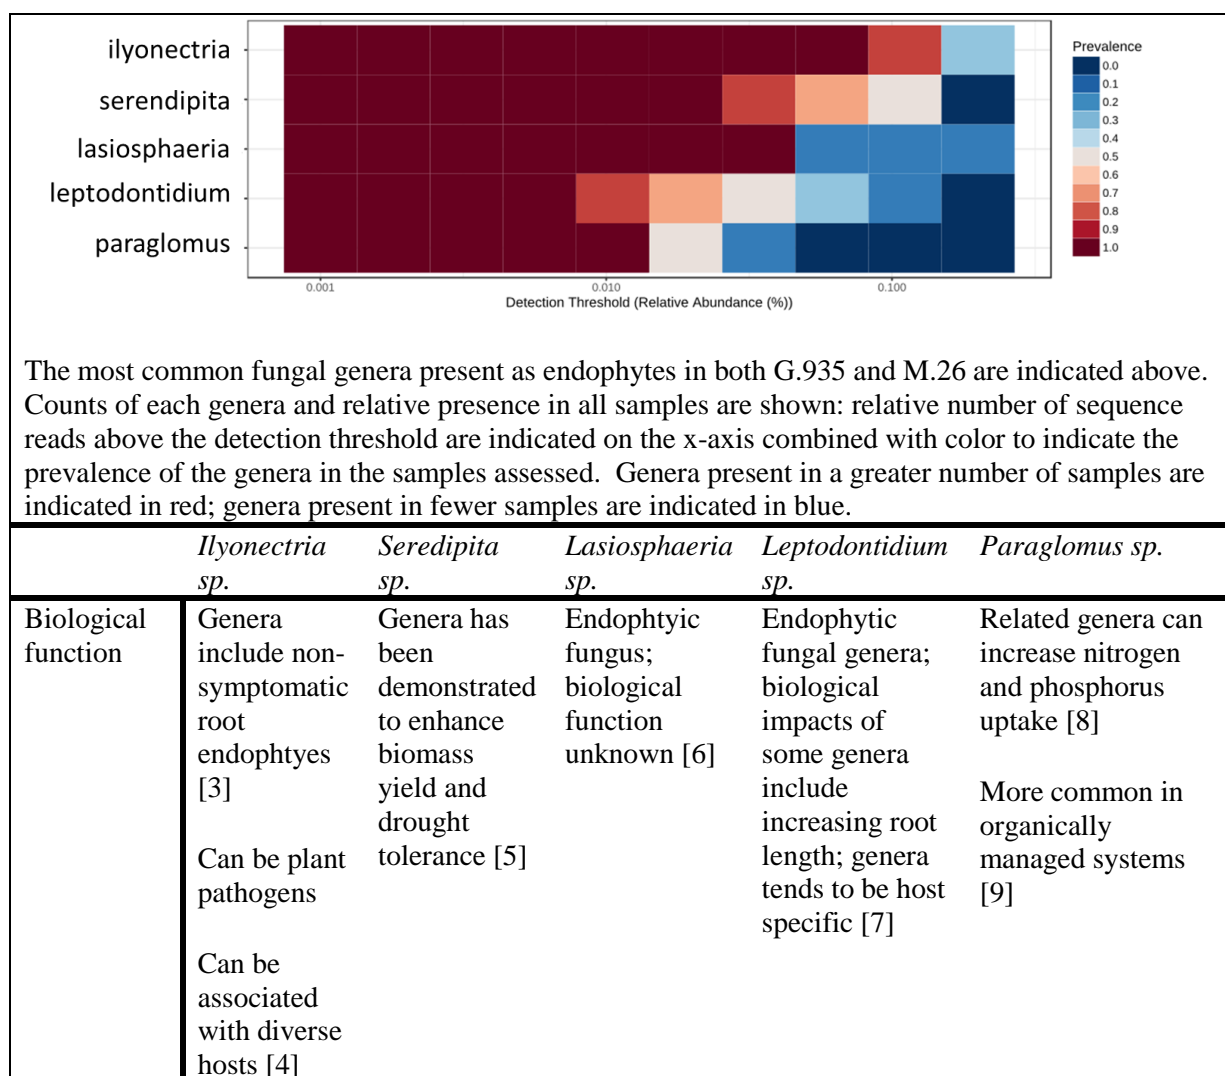 ilyonectria
serendipita
lasiosphaeria
leptodontidium
paraglomus
0.001
0.010
0.100
Detection Threshold (Relative Abundance (%))
Prevalence
0.0
0.1
0.2
0.3
0.4
0.5
0.6
0.7
0.8
0.9
1.0
The most common fungal genera present as endophytes in both G.935 and M.26 are indicated above.
Counts of each genera and relative presence in all samples are shown: relative number of sequence
reads above the detection threshold are indicated on the x-axis combined with color to indicate the
prevalence of the genera in the samples assessed.  Genera present in a greater number of samples are
indicated in red; genera present in fewer samples are indicated in blue.
Ilyonectria
sp.
Seredipita
sp.
Lasiosphaeria
sp.
Leptodontidium
sp.
Paraglomus sp.
Biological
function
Genera
include non-
symptomatic
root
endophtyes
[3]
Can be plant
pathogens
Can be
associated
with diverse
hosts [4]
Genera has
been
demonstrated
to enhance
biomass
yield and
drought
tolerance [5]
Endophtyic
fungus;
biological
function
unknown [6]
Endophytic
fungal genera;
biological
impacts of
some genera
include
increasing root
length; genera
tends to be host
specific [7]
Related genera can
increase nitrogen
and phosphorus
uptake [8]
More common in
organically
managed systems
[9]